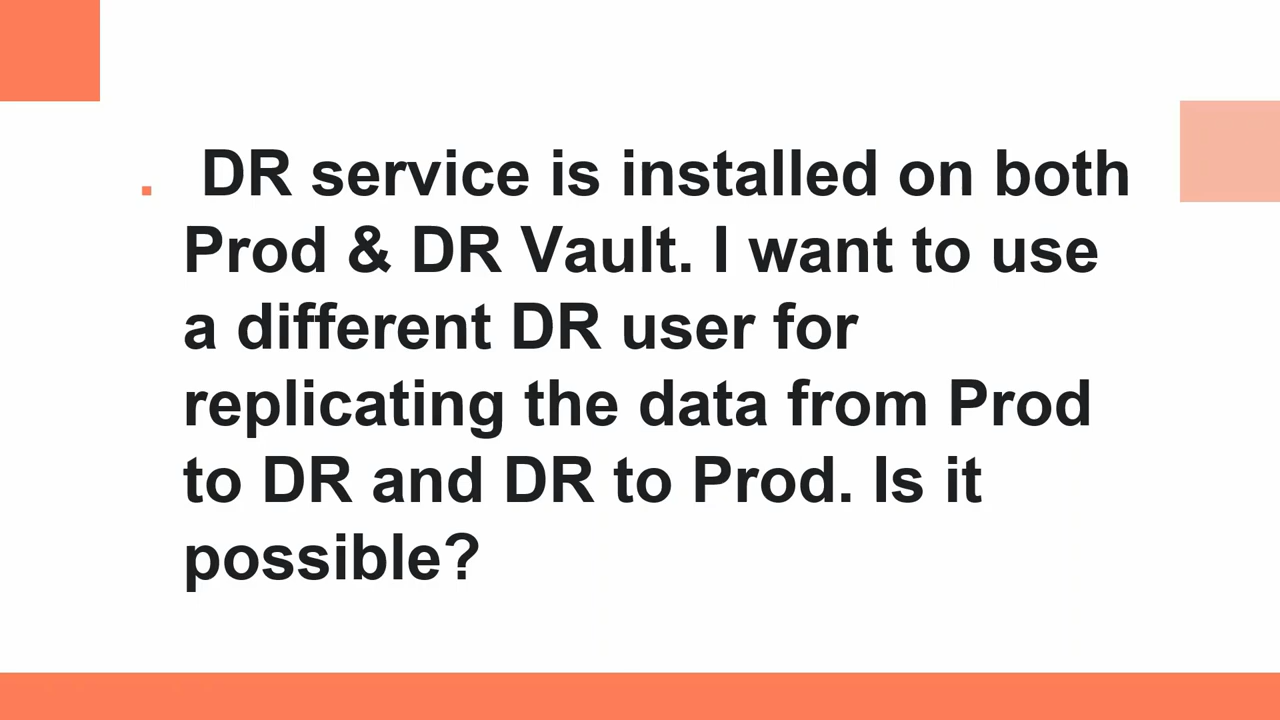 . DR service is installed on both
Prod & DR Vault. I want to use
a different DR user for
replicating the data from Prod
to DR and DR to Prod. Is it
possible?